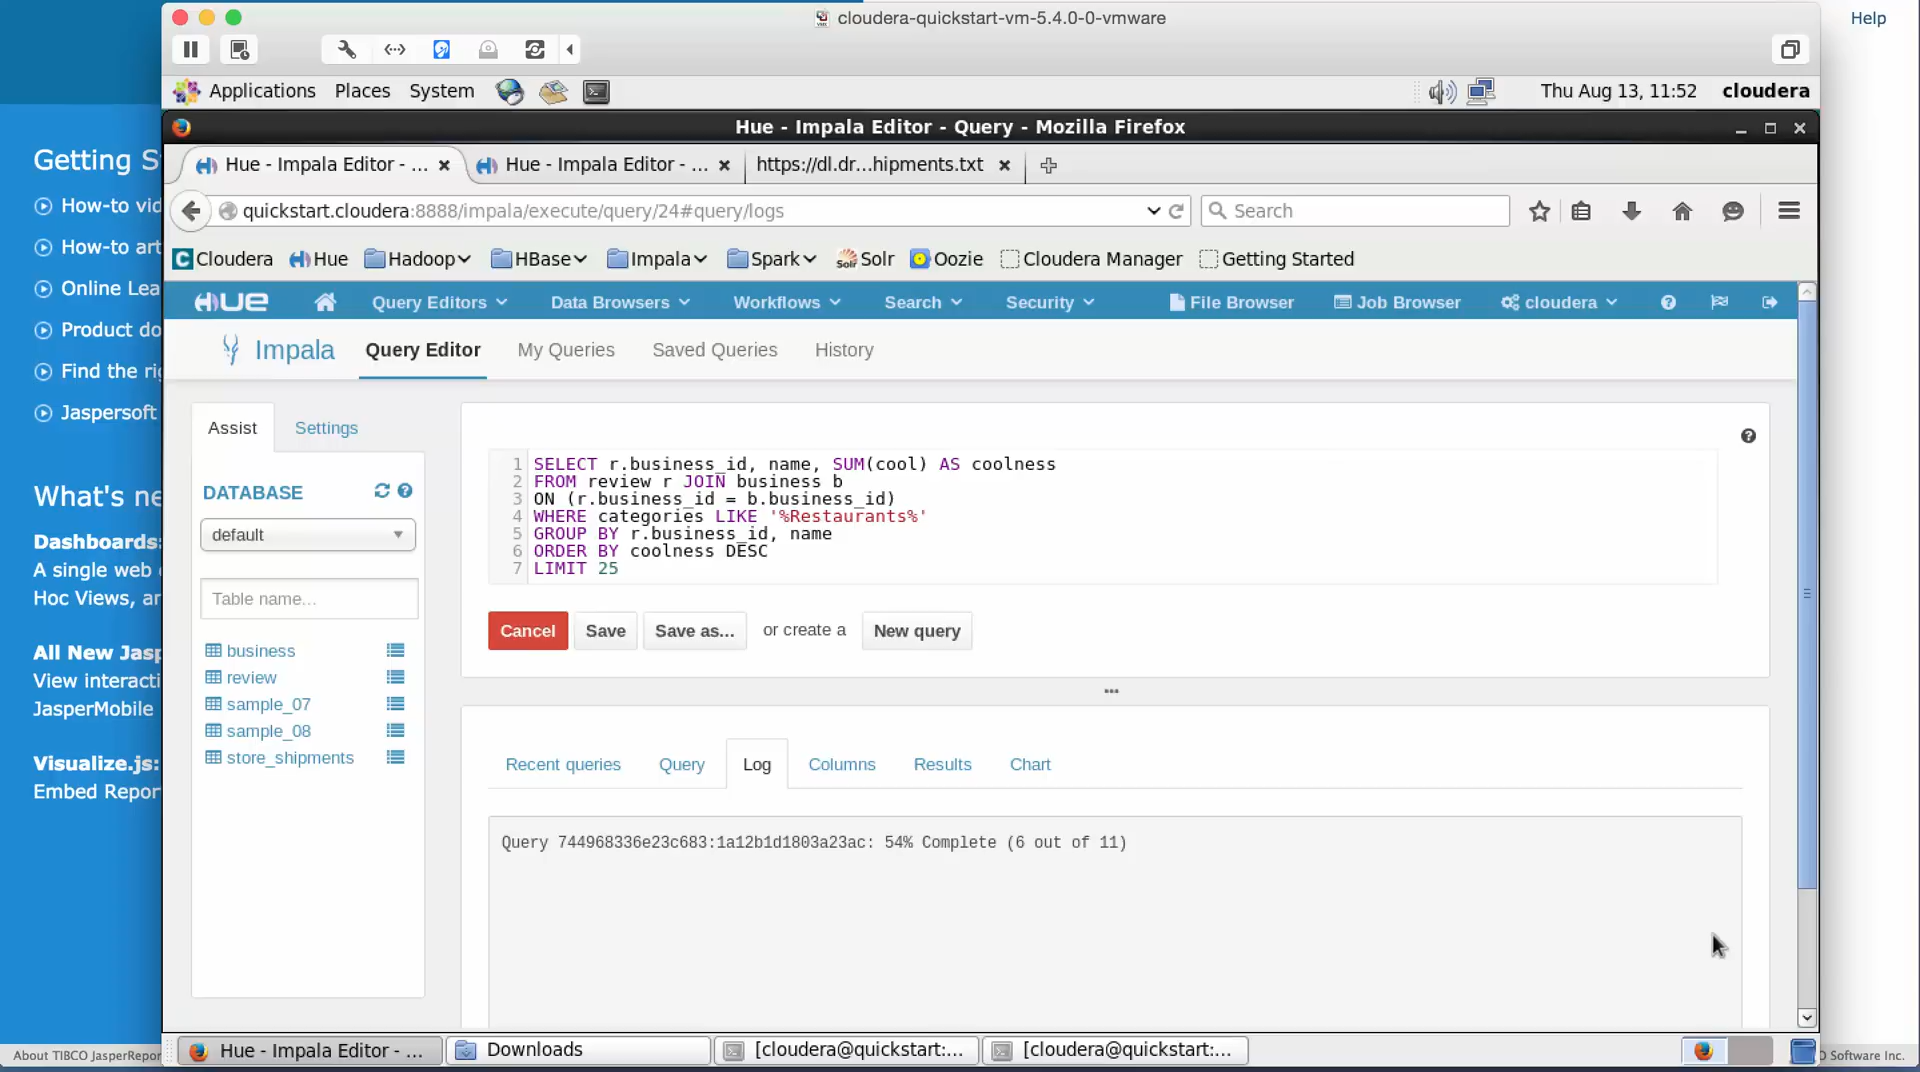 cloudera-quickstart-vm-5.4.0-0-vmware
Help
Applications Places System
Thu Aug 13, 11:52 cloudera
Hue - Impala Editor - Query - Mozilla Firefox
Hue - Impala Editor - ...
Hue - Impala Editor - ...
https://dl.dr...hipments.txt
quickstart.cloudera:8888/impala/execute/query/24#query/logs
Search
Cloudera Hue Hadoop HBase Impala Spark Solr Oozie Cloudera Manager Getting Started
HUE Query Editors Data Browsers Workflows Search Security File Browser Job Browser cloudera
Impala Query Editor My Queries Saved Queries History
Getting S
How-to vid
How-to art
Online Lea
Product do
Find the rig
Jaspersoft
What's ne
Dashboards:
A single web
Hoc Views, an
All New Jasp
View interacti
JasperMobile
Visualize.js:
Embed Repor
Assist Settings
DATABASE
default
Table name...
business
review
sample_07
sample_08
store_shipments
1 SELECT r.business_id, name, SUM(cool) AS coolness
2 FROM review r JOIN business b
3 ON (r.business_id = b.business_id)
4 WHERE categories LIKE '%Restaurants%'
5 GROUP BY r.business_id, name
6 ORDER BY coolness DESC
7 LIMIT 25
Cancel Save Save as... or create a New query
Recent queries Query Log Columns Results Chart
Query 744968336e23c683:1a12b1d1803a23ac: 54% Complete (6 out of 11)
About TIBCO JasperRepor
Hue - Impala Editor - ...
Downloads
[cloudera@quickstart:...
[cloudera@quickstart:...
O Software Inc.